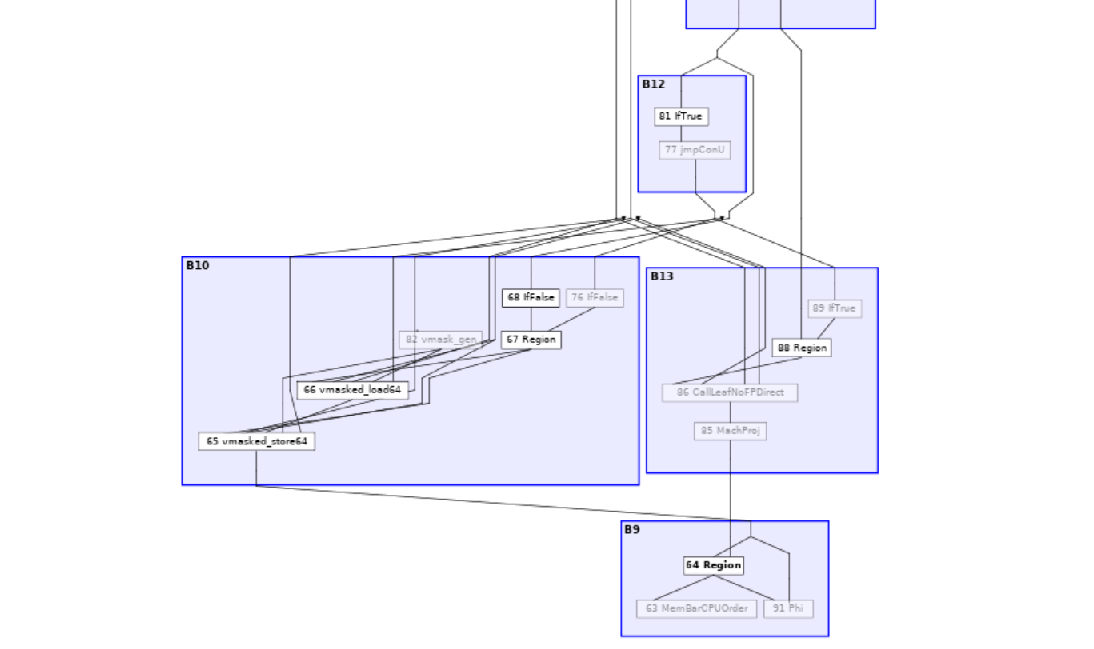 B12
81 IfTrue
77 jmpConU
B10
68 IfFalse
76 IfFalse
82 vmask_gen
67 Region
66 vmasked_load64
65 vmasked_store64
B13
89 IfTrue
88 Region
86 CallLeafNoFPDirect
85 MachProj
B9
64 Region
63 MemBarCPUOrder
91 Phi